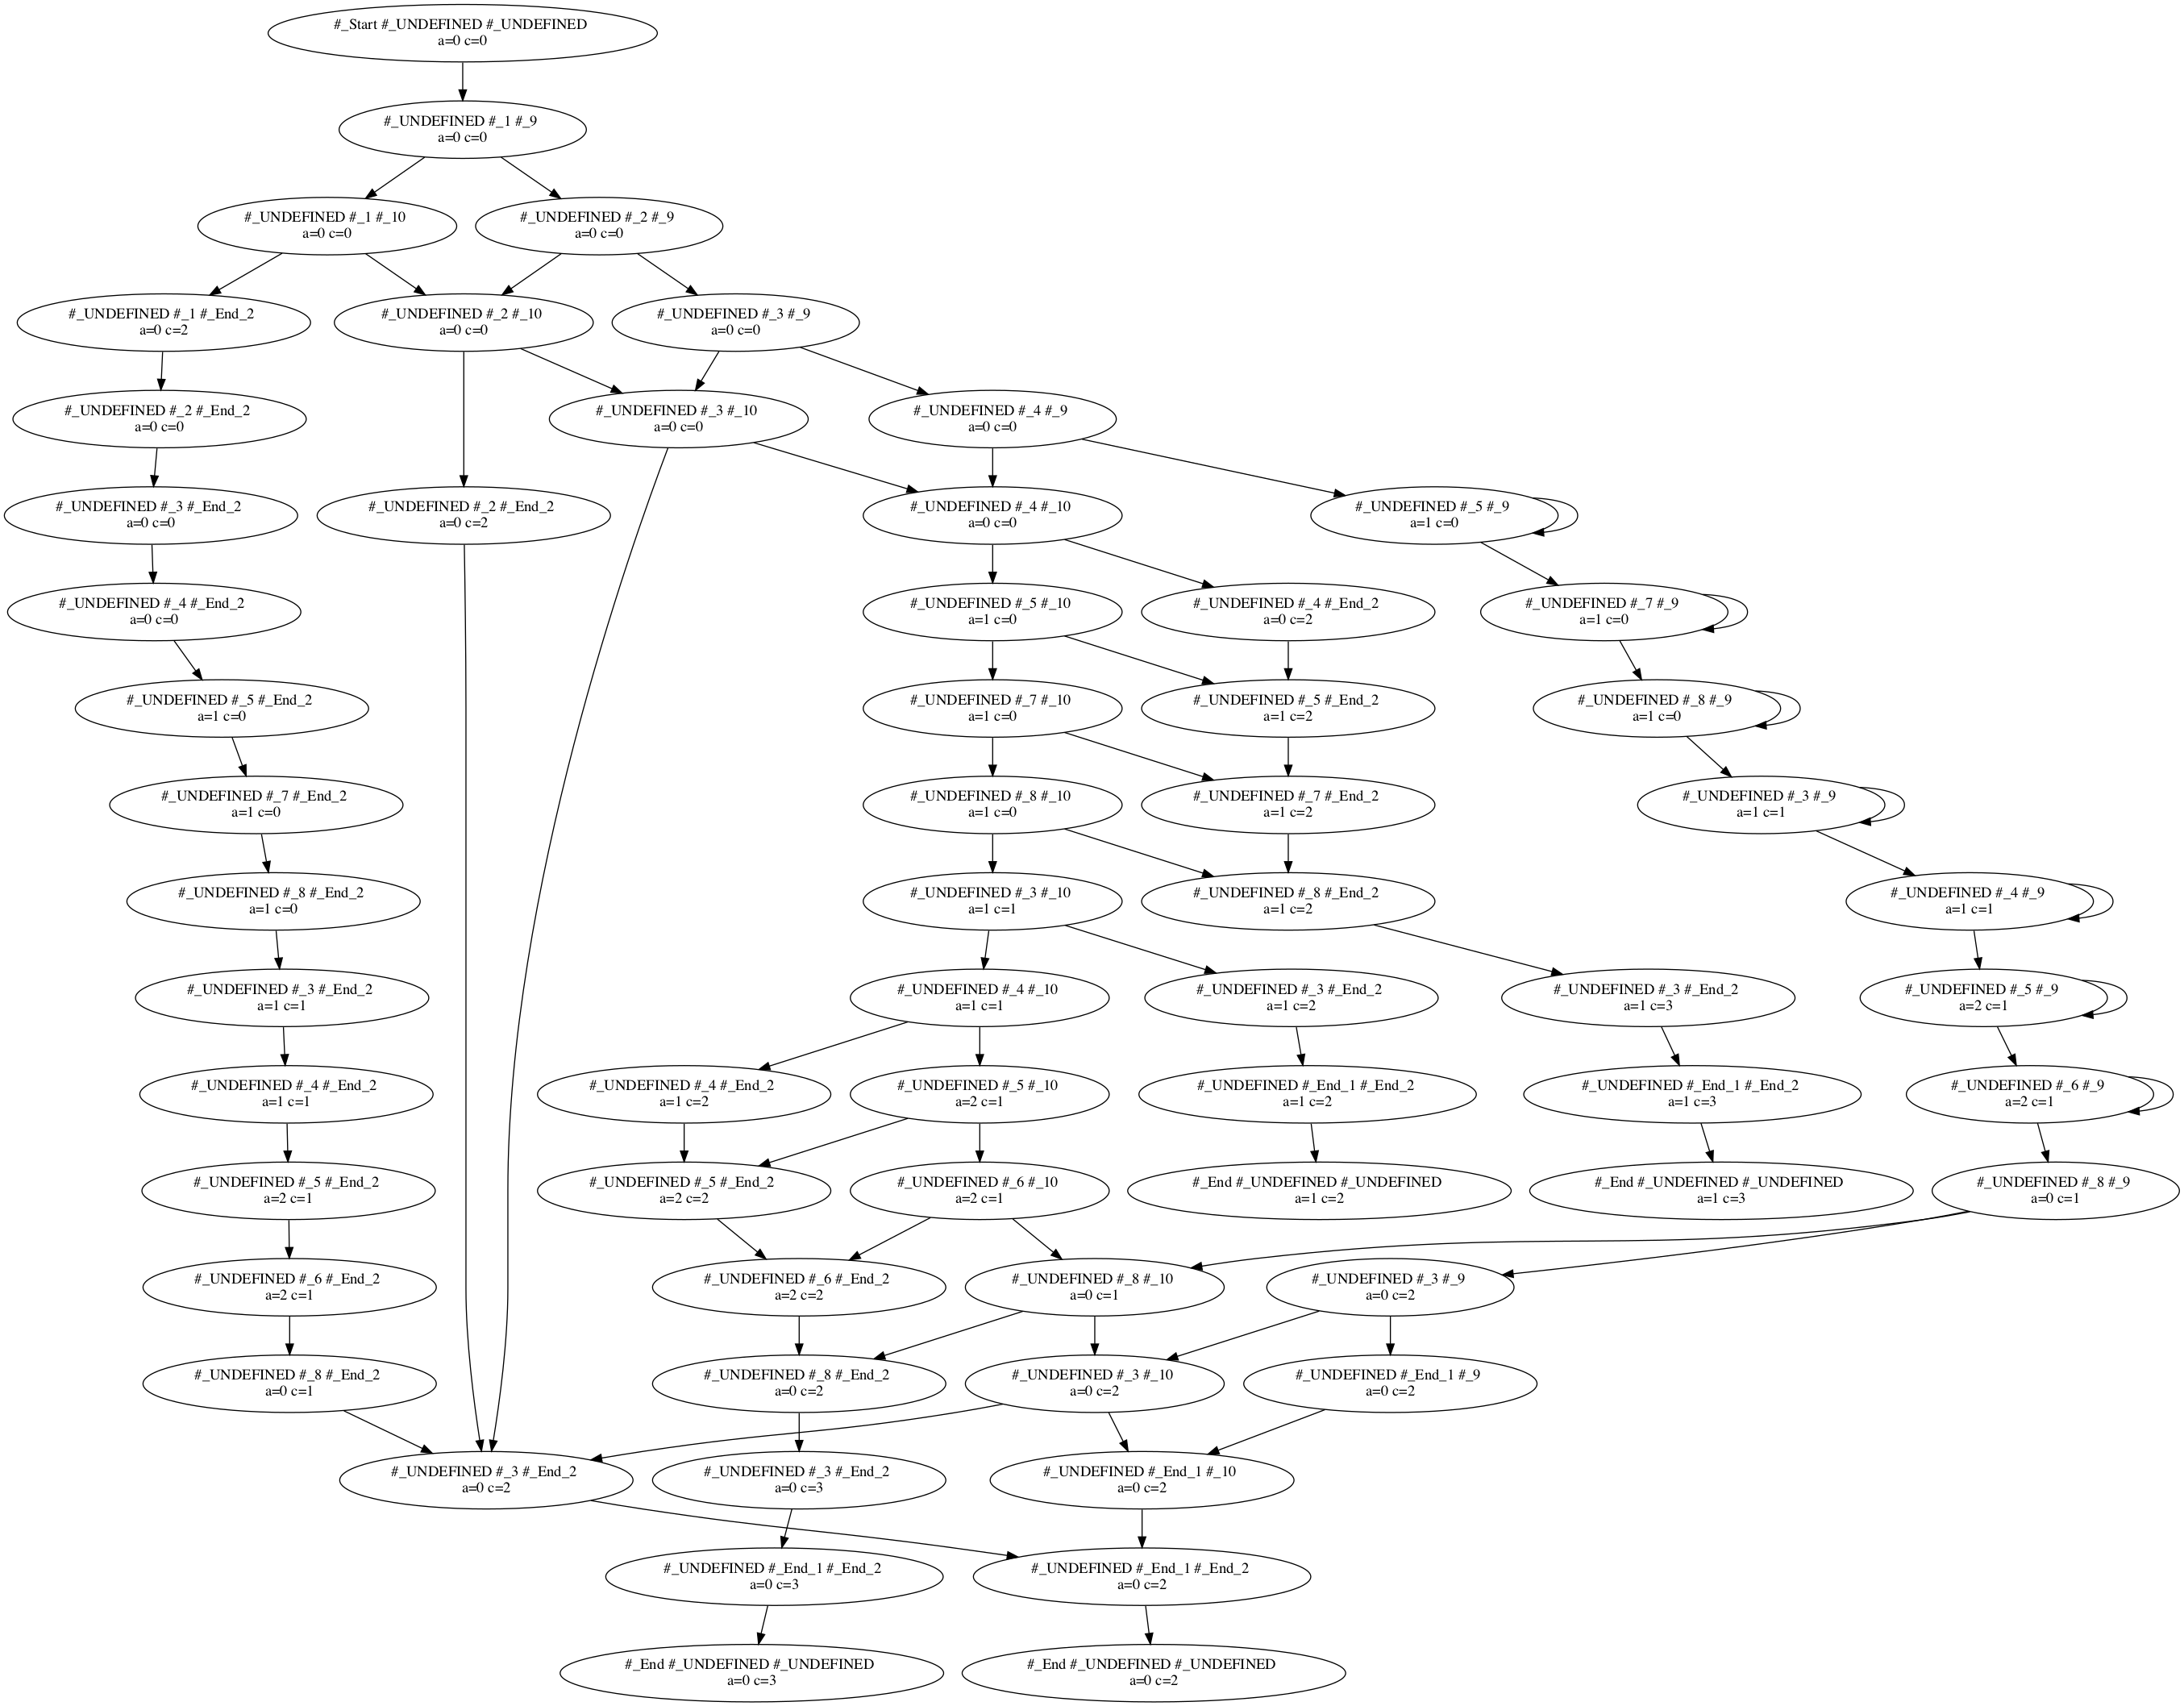 #_Start #_UNDEFINED #_UNDEFINED
a=0 c=0
#_UNDEFINED #_1 #_9
a=0 c=0
#_UNDEFINED #_1 #_10
a=0 c=0
#_UNDEFINED #_2 #_9
a=0 c=0
#_UNDEFINED #_1 #_End_2
a=0 c=2
#_UNDEFINED #_2 #_10
a=0 c=0
#_UNDEFINED #_3 #_9
a=0 c=0
#_UNDEFINED #_2 #_End_2
a=0 c=0
#_UNDEFINED #_3 #_10
a=0 c=0
#_UNDEFINED #_4 #_9
a=0 c=0
#_UNDEFINED #_3 #_End_2
a=0 c=0
#_UNDEFINED #_2 #_End_2
a=0 c=2
#_UNDEFINED #_4 #_10
a=0 c=0
#_UNDEFINED #_5 #_9
a=1 c=0
#_UNDEFINED #_4 #_End_2
a=0 c=0
#_UNDEFINED #_5 #_10
a=1 c=0
#_UNDEFINED #_4 #_End_2
a=0 c=2
#_UNDEFINED #_7 #_9
a=1 c=0
#_UNDEFINED #_5 #_End_2
a=1 c=0
#_UNDEFINED #_7 #_10
a=1 c=0
#_UNDEFINED #_5 #_End_2
a=1 c=2
#_UNDEFINED #_8 #_9
a=1 c=0
#_UNDEFINED #_7 #_End_2
a=1 c=0
#_UNDEFINED #_8 #_10
a=1 c=0
#_UNDEFINED #_7 #_End_2
a=1 c=2
#_UNDEFINED #_3 #_9
a=1 c=1
#_UNDEFINED #_8 #_End_2
a=1 c=0
#_UNDEFINED #_3 #_10
a=1 c=1
#_UNDEFINED #_8 #_End_2
a=1 c=2
#_UNDEFINED #_4 #_9
a=1 c=1
#_UNDEFINED #_3 #_End_2
a=1 c=1
#_UNDEFINED #_4 #_10
a=1 c=1
#_UNDEFINED #_3 #_End_2
a=1 c=2
#_UNDEFINED #_3 #_End_2
a=1 c=3
#_UNDEFINED #_5 #_9
a=2 c=1
#_UNDEFINED #_4 #_End_2
a=1 c=1
#_UNDEFINED #_4 #_End_2
a=1 c=2
#_UNDEFINED #_5 #_10
a=2 c=1
#_UNDEFINED #_End_1 #_End_2
a=1 c=2
#_UNDEFINED #_End_1 #_End_2
a=1 c=3
#_UNDEFINED #_6 #_9
a=2 c=1
#_UNDEFINED #_5 #_End_2
a=2 c=1
#_UNDEFINED #_5 #_End_2
a=2 c=2
#_UNDEFINED #_6 #_10
a=2 c=1
#_End #_UNDEFINED #_UNDEFINED
a=1 c=2
#_End #_UNDEFINED #_UNDEFINED
a=1 c=3
#_UNDEFINED #_8 #_9
a=0 c=1
#_UNDEFINED #_6 #_End_2
a=2 c=1
#_UNDEFINED #_6 #_End_2
a=2 c=2
#_UNDEFINED #_8 #_10
a=0 c=1
#_UNDEFINED #_3 #_9
a=0 c=2
#_UNDEFINED #_8 #_End_2
a=0 c=1
#_UNDEFINED #_8 #_End_2
a=0 c=2
#_UNDEFINED #_3 #_10
a=0 c=2
#_UNDEFINED #_End_1 #_9
a=0 c=2
#_UNDEFINED #_3 #_End_2
a=0 c=2
#_UNDEFINED #_3 #_End_2
a=0 c=3
#_UNDEFINED #_End_1 #_10
a=0 c=2
#_UNDEFINED #_End_1 #_End_2
a=0 c=3
#_UNDEFINED #_End_1 #_End_2
a=0 c=2
#_End #_UNDEFINED #_UNDEFINED
a=0 c=3
#_End #_UNDEFINED #_UNDEFINED
a=0 c=2